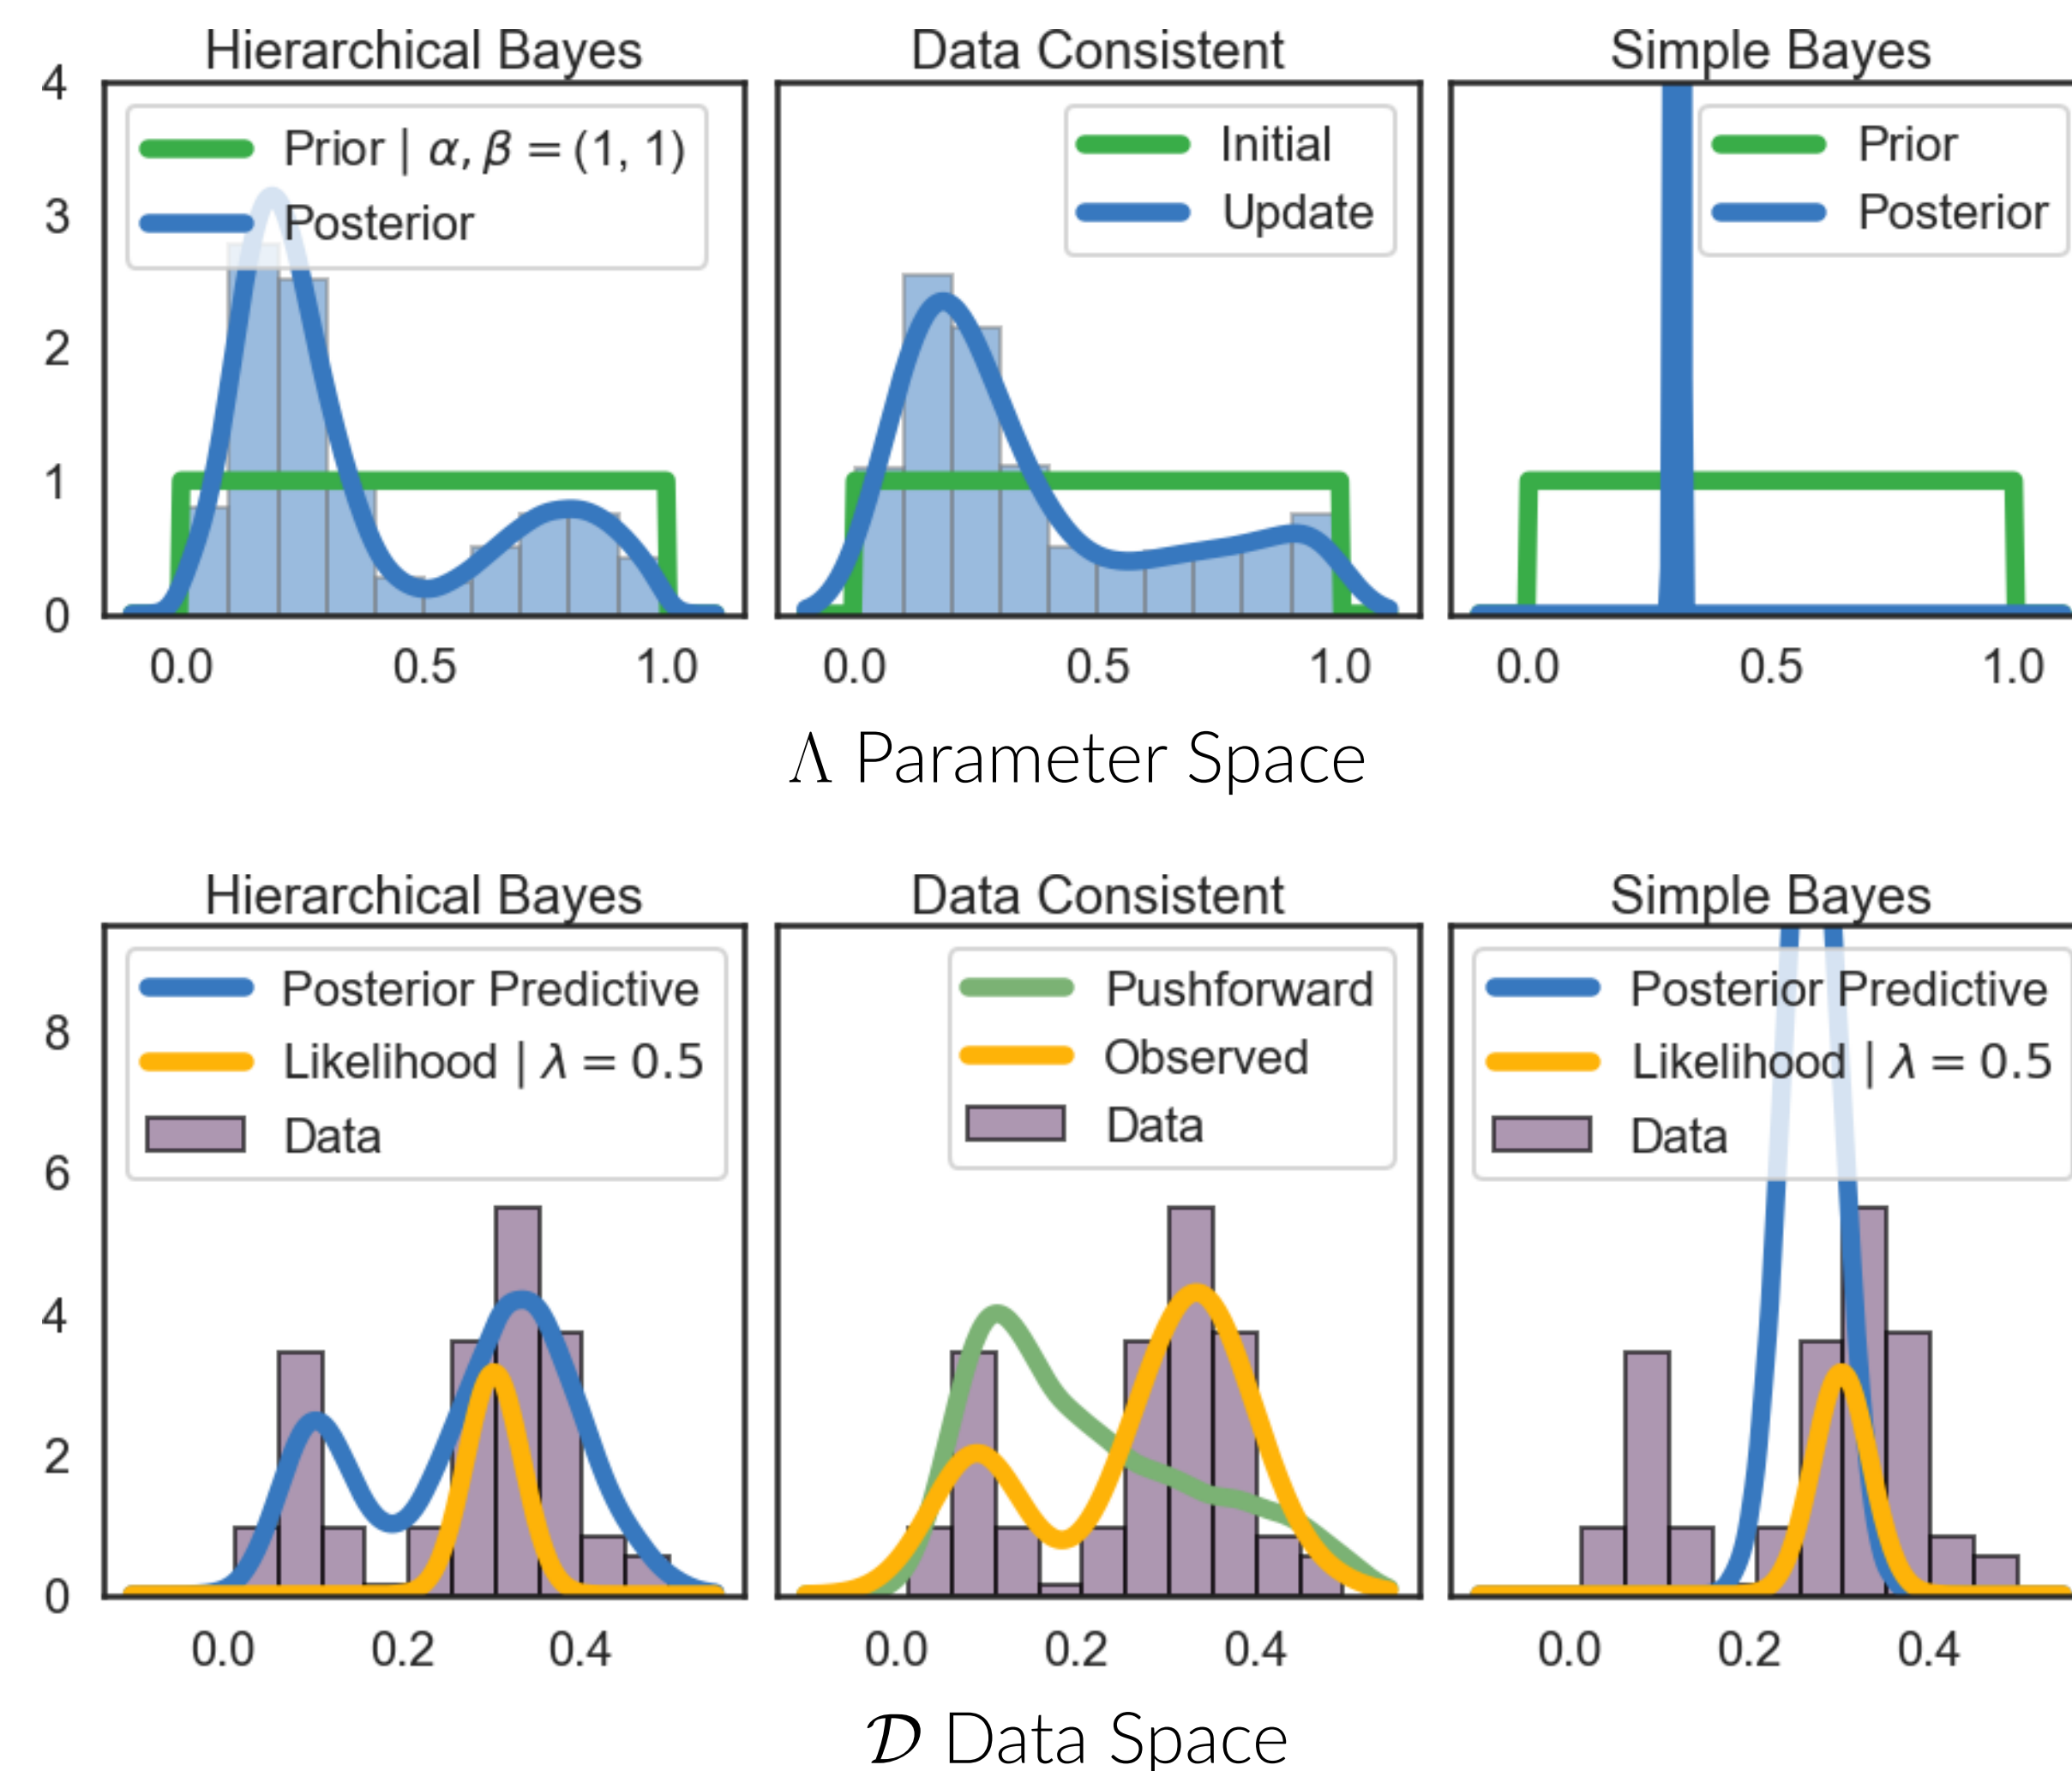 Hierarchical Bayes
Data Consistent
Simple Bayes
4
3
2
1
0
Prior | α, β = (1, 1)
Posterior
Initial
Update
Prior
Posterior
0.0 0.5 1.0
0.0 0.5 1.0
0.0 0.5 1.0
Λ Parameter Space
Hierarchical Bayes
Data Consistent
Simple Bayes
8
6
4
2
0
Posterior Predictive
Likelihood | λ = 0.5
Data
Pushforward
Observed
Data
Posterior Predictive
Likelihood | λ = 0.5
Data
0.0 0.2 0.4
0.0 0.2 0.4
0.0 0.2 0.4
𝒟 Data Space